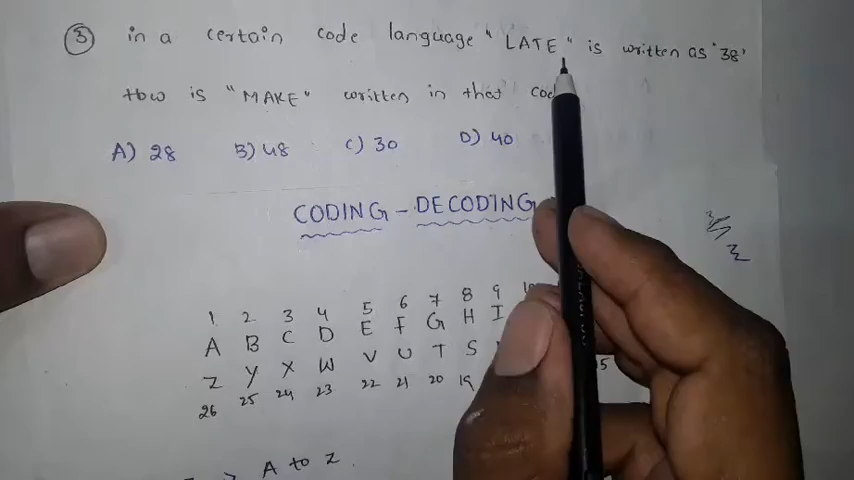 ③ in a certain code language "LATE" is written as '38'
How is "MAKE" written in that
A) 28 B) 48 C) 30 D) 40
CODING - DECODING
1 2 3 4 5 6 7 8 9
A B C D E F G H I
Z Y X W V U T S
26 25 24 23 22 21 20 19
A to Z